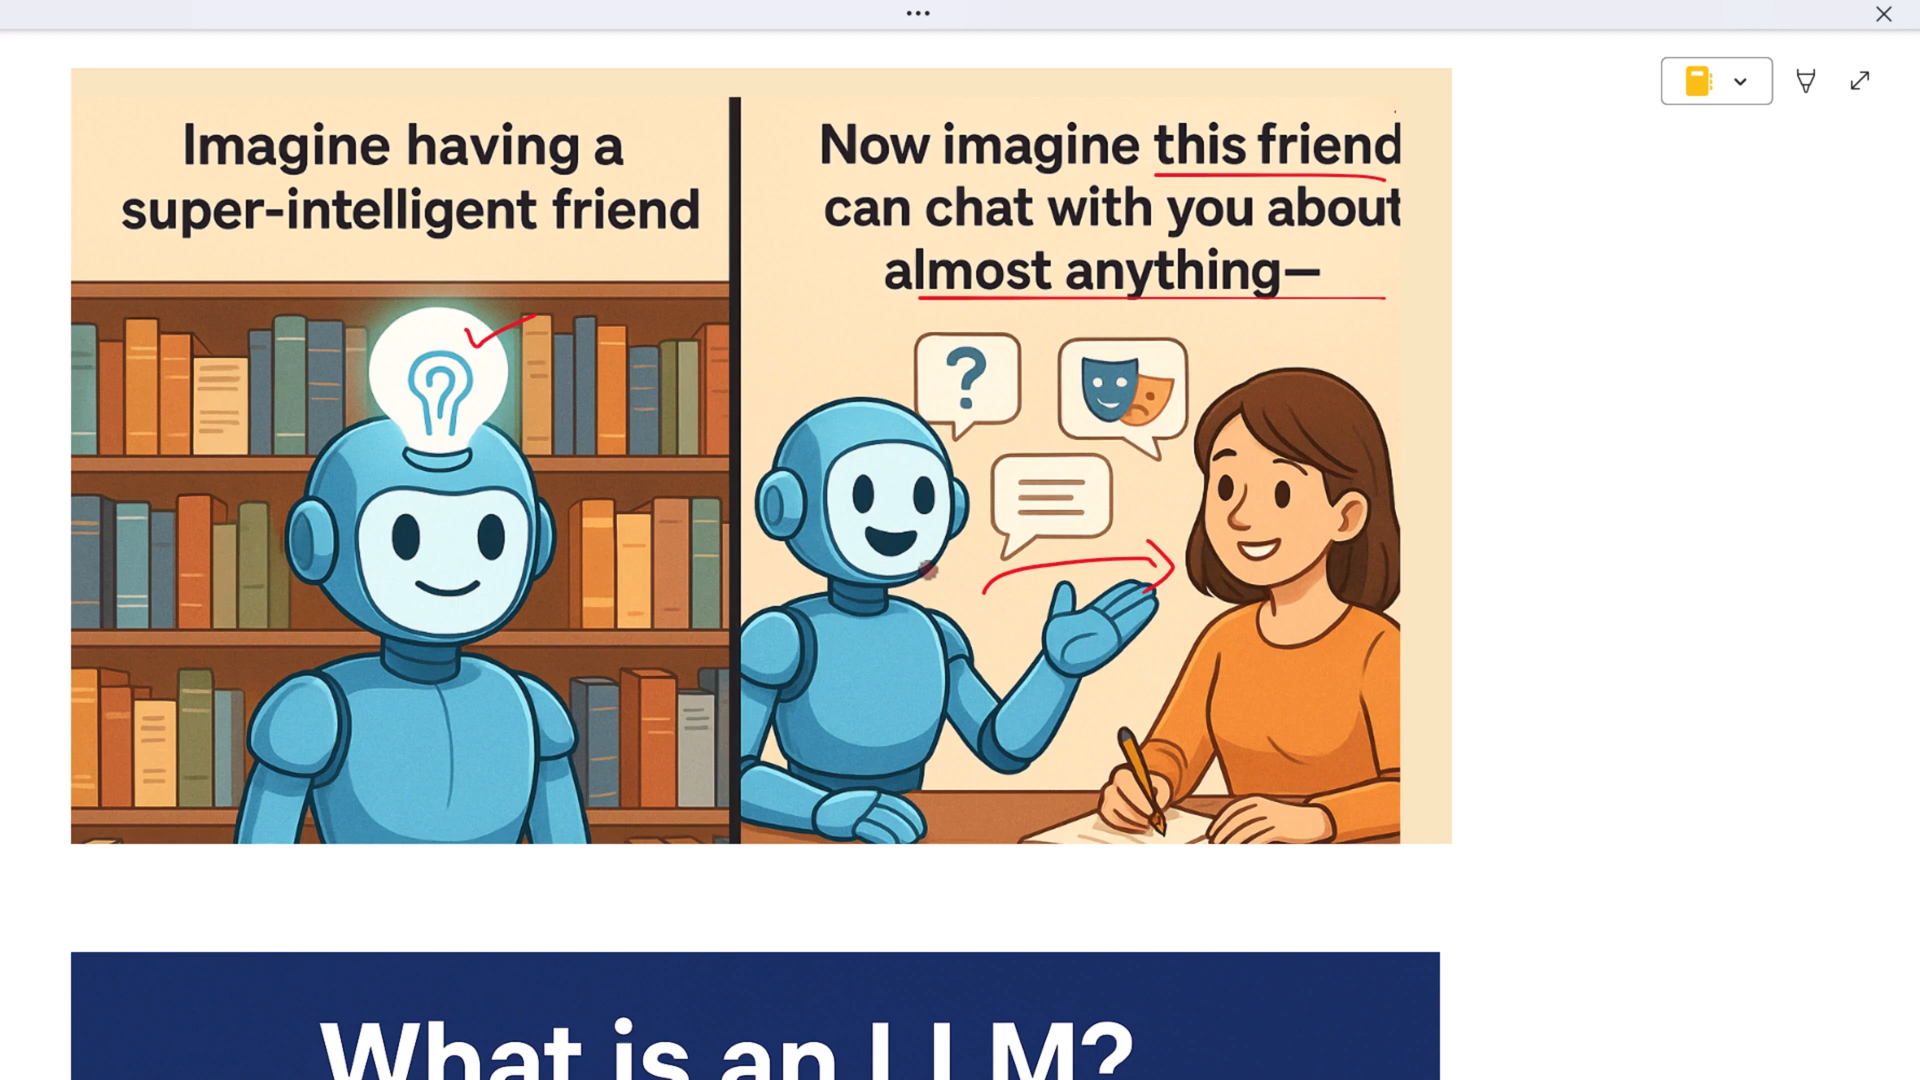 Imagine having a
super-intelligent friend
Now imagine this friend
can chat with you about
almost anything—
?
What is an LLM?